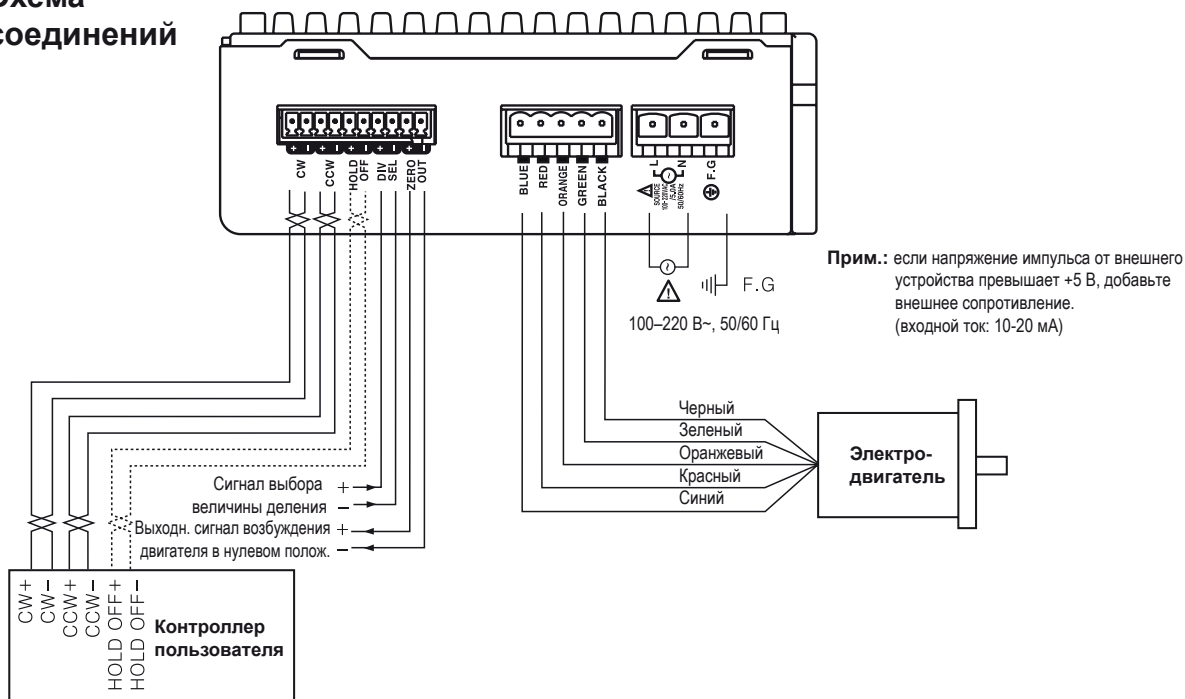 Схема
соединений
CW
CCW
HOLD
OFF
DIV
SEL
ZERO
OUT
BLUE
RED
ORANGE
GREEN
BLACK
L
N
SOURCE
50/60Hz
F.G
F.G
100–220 В~, 50/60 Гц
Прим.: если напряжение импульса от внешнего
устройства превышает +5 В, добавьте
внешнее сопротивление.
(входной ток: 10-20 мА)
Черный
Зеленый
Оранжевый
Красный
Синий
Электро-
двигатель
Сигнал выбора +
величины деления –
Выходн. сигнал возбуждения +
двигателя в нулевом полож. –
CW+
CW–
CCW+
CCW–
HOLD OFF+
HOLD OFF–
Контроллер
пользователя